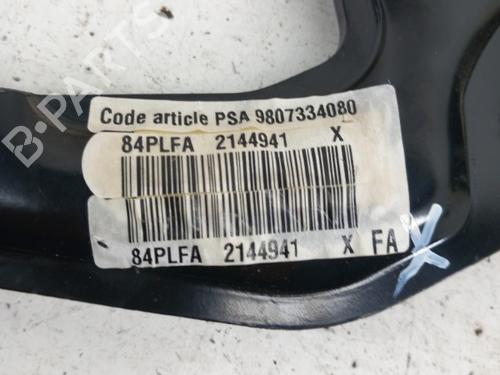 Code article PSA 9807334080
84PLFA 2144941 X
84PLFA 2144941 X FA
X
B-PARTS